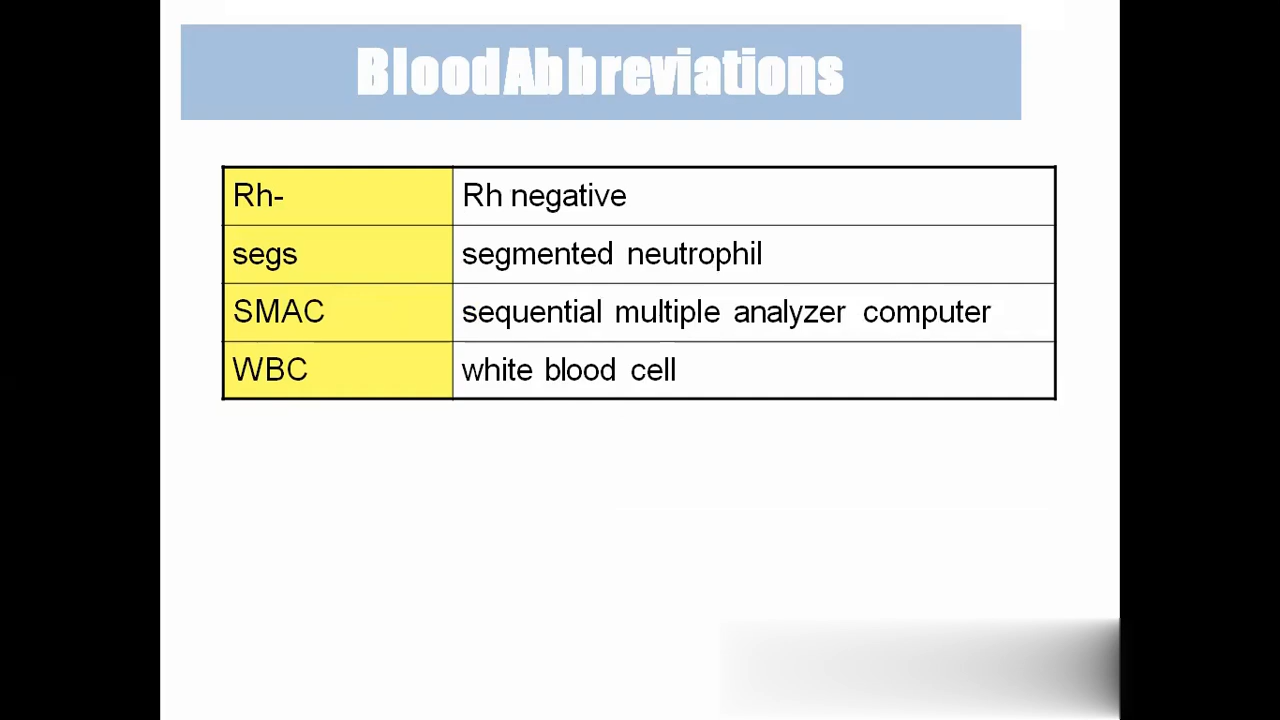 Blood Abbreviations
Rh- Rh negative
segs segmented neutrophil
SMAC sequential multiple analyzer computer
WBC white blood cell